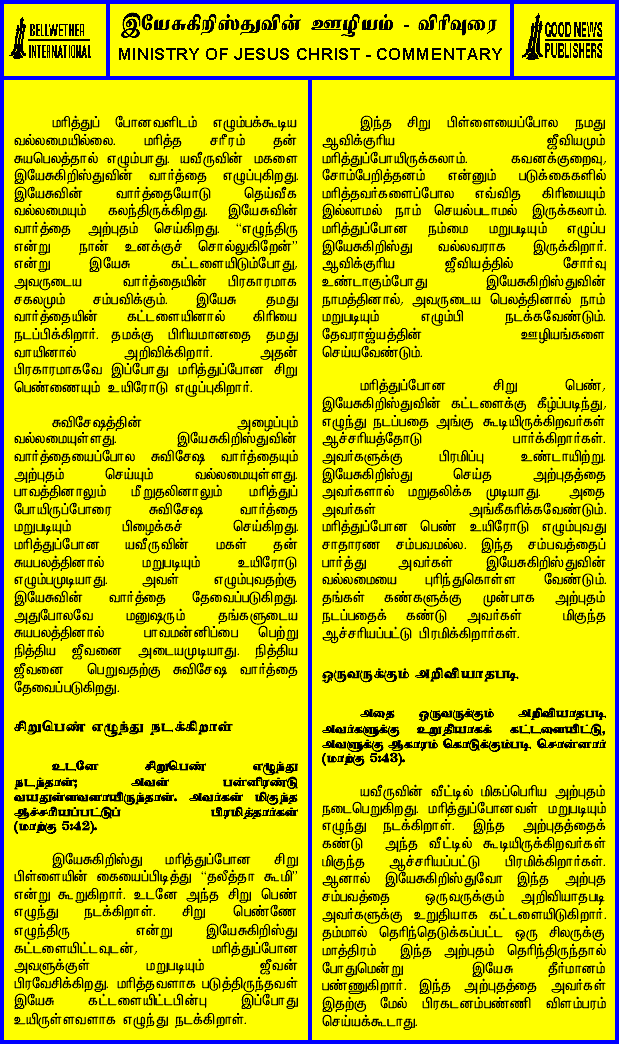 BELLWETHER
INTERNATIONAL
இயேசுகிறிஸ்துவின் ஊழியம் - விரிவுரை
MINISTRY OF JESUS CHRIST - COMMENTARY
GOOD NEWS
PUBLISHERS
மரித்துப் போனவளிடம் எழும்பக்கூடிய
வல்லமையில்லை. மரித்த சரீரம் தன்
சுயபெலத்தால் எழும்பாது. யவீருவின் மகளை
இயேசுகிறிஸ்துவின் வார்த்தை எழுப்புகிறது.
இயேசுவின் வார்த்தையோடு தெய்வீக
வல்லமையும் கலந்திருக்கிறது. இயேசுவின்
வார்த்தை அற்புதம் செய்கிறது. “எழுந்திரு
என்று நான் உனக்குச் சொல்லுகிறேன்”
என்று இயேசு கட்டளையிடும்போது,
அவருடைய வார்த்தையின் பிரகாரமாக
சகலமும் சம்பவிக்கும். இயேசு தமது
வார்த்தையின் கட்டளையினால் கிரியை
நடப்பிக்கிறார். தமக்கு பிரியமானதை தமது
வாயினால் அறிவிக்கிறார். அதன்
பிரகாரமாகவே இப்போது மரித்துப்போன சிறு
பெண்ணையும் உயிரோடு எழுப்புகிறார்.
சுவிசேஷத்தின் அழைப்பும்
வல்லமையுள்ளது. இயேசுகிறிஸ்துவின்
வார்த்தையைப்போல சுவிசேஷ வார்த்தையும்
அற்புதம் செய்யும் வல்லமையுள்ளது.
பாவத்தினாலும் மீறுதலினாலும் மரித்துப்
போயிருப்போரை சுவிசேஷ வார்த்தை
மறுபடியும் பிழைக்கச் செய்கிறது.
மரித்துப்போன யவீருவின் மகள் தன்
சுயபலத்தினால் மறுபடியும் உயிரோடு
எழும்பமுடியாது. அவள் எழும்புவதற்கு
இயேசுவின் வார்த்தை தேவைப்படுகிறது.
அதுபோலவே மனுஷரும் தங்களுடைய
சுயபலத்தினால் பாவமன்னிப்பை பெற்று
நித்திய ஜீவனை அடையமுடியாது. நித்திய
ஜீவனை பெறுவதற்கு சுவிசேஷ வார்த்தை
தேவைப்படுகிறது.
சிறுபெண் எழுந்து நடக்கிறாள்
உடனே சிறுபெண் எழுந்து
நடந்தாள்; அவள் பன்னிரண்டு
வயதுள்ளவளாயிருந்தாள். அவர்கள் மிகுந்த
ஆச்சரியப்பட்டுப் பிரமித்தார்கள்
(மாற்கு 5:42).
இயேசுகிறிஸ்து மரித்துப்போன சிறு
பிள்ளையின் கையைப்பிடித்து “தலீத்தா கூமி”
என்று கூறுகிறார். உடனே அந்த சிறு பெண்
எழுந்து நடக்கிறாள். சிறு பெண்ணே
எழுந்திரு என்று இயேசுகிறிஸ்து
கட்டளையிட்டவுடன், மரித்துப்போன
அவளுக்குள் மறுபடியும் ஜீவன்
பிரவேசிக்கிறது. மரித்தவளாக படுத்திருந்தவள்
இயேசு கட்டளையிட்டபின்பு இப்போது
உயிருள்ளவளாக எழுந்து நடக்கிறாள்.
இந்த சிறு பிள்ளையைப்போல நமது
ஆவிக்குரிய ஜீவியமும்
மரித்துப்போயிருக்கலாம். கவனக்குறைவு,
சோம்பேறித்தனம் என்னும் படுக்கைகளில்
மரித்தவர்களைப்போல எவ்வித கிரியையும்
இல்லாமல் நாம் செயல்படாமல் இருக்கலாம்.
மரித்துப்போன நம்மை மறுபடியும் எழுப்ப
இயேசுகிறிஸ்து வல்லவராக இருக்கிறார்.
ஆவிக்குரிய ஜீவியத்தில் சோர்வு
உண்டாகும்போது இயேசுகிறிஸ்துவின்
நாமத்தினால், அவருடைய பெலத்தினால் நாம்
மறுபடியும் எழும்பி நடக்கவேண்டும்.
தேவராஜ்யத்தின் ஊழியங்களை
செய்யவேண்டும்.
மரித்துப்போன சிறு பெண்,
இயேசுகிறிஸ்துவின் கட்டளைக்கு கீழ்ப்படிந்து,
எழுந்து நடப்பதை அங்கு கூடியிருக்கிறவர்கள்
ஆச்சரியத்தோடு பார்க்கிறார்கள்.
அவர்களுக்கு பிரமிப்பு உண்டாயிற்று.
இயேசுகிறிஸ்து செய்த அற்புதத்தை
அவர்களால் மறுதலிக்க முடியாது. அதை
அவர்கள் அங்கீகரிக்கவேண்டும்.
மரித்துப்போன பெண் உயிரோடு எழும்புவது
சாதாரண சம்பவமல்ல. இந்த சம்பவத்தைப்
பார்த்து அவர்கள் இயேசுகிறிஸ்துவின்
வல்லமையை புரிந்துகொள்ள வேண்டும்.
தங்கள் கண்களுக்கு முன்பாக அற்புதம்
நடப்பதைக் கண்டு அவர்கள் மிகுந்த
ஆச்சரியப்பட்டு பிரமிக்கிறார்கள்.
ஒருவருக்கும் அறிவியாதபடி
அதை ஒருவருக்கும் அறிவியாதபடி
அவர்களுக்கு உறுதியாகக் கட்டளையிட்டு,
அவளுக்கு ஆகாரம் கொடுக்கும்படி சொன்னார்
(மாற்கு 5:43).
யவீருவின் வீட்டில் மிகப்பெரிய அற்புதம்
நடைபெறுகிறது. மரித்துப்போனவள் மறுபடியும்
எழுந்து நடக்கிறாள். இந்த அற்புதத்தைக்
கண்டு அந்த வீட்டில் கூடியிருக்கிறவர்கள்
மிகுந்த ஆச்சரியப்பட்டு பிரமிக்கிறார்கள்.
ஆனால் இயேசுகிறிஸ்துவோ இந்த அற்புத
சம்பவத்தை ஒருவருக்கும் அறிவியாதபடி
அவர்களுக்கு உறுதியாக கட்டளையிடுகிறார்.
தம்மால் தெரிந்தெடுக்கப்பட்ட ஒரு சிலருக்கு
மாத்திரம் இந்த அற்புதம் தெரிந்திருந்தால்
போதுமென்று இயேசு தீர்மானம்
பண்ணுகிறார். இந்த அற்புதத்தை அவர்கள்
இதற்கு மேல் பிரகடனம்பண்ணி விளம்பரம்
செய்யக்கூடாது.